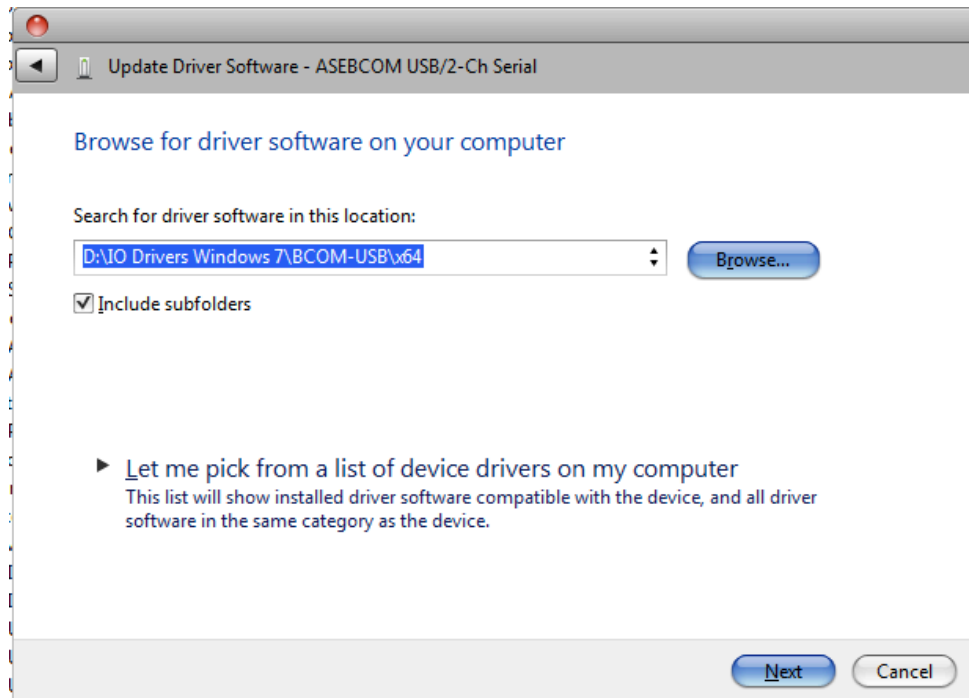 Update Driver Software - ASEBCOM USB/2-Ch Serial
Browse for driver software on your computer
Search for driver software in this location:
D:\IO Drivers Windows 7\BCOM-USB\x64
Browse...
Include subfolders
Let me pick from a list of device drivers on my computer
This list will show installed driver software compatible with the device, and all driver
software in the same category as the device.
Next
Cancel